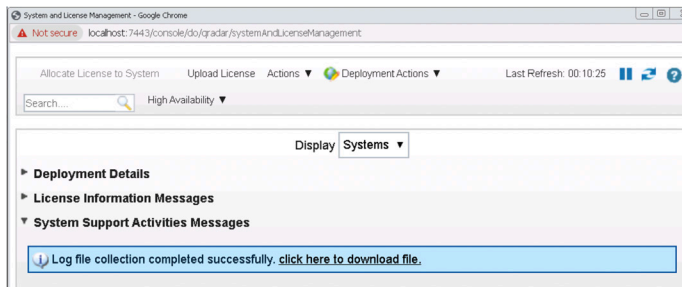 System and License Management - Google Chrome
Not secure localhost:7443/console/do/qradar/systemAndLicenseManagement
Allocate License to System Upload License Actions ▼ Deployment Actions ▼ Last Refresh: 00:10:25
Search.... High Availability ▼
Display Systems ▼
Deployment Details
License Information Messages
System Support Activities Messages
Log file collection completed successfully. click here to download file.